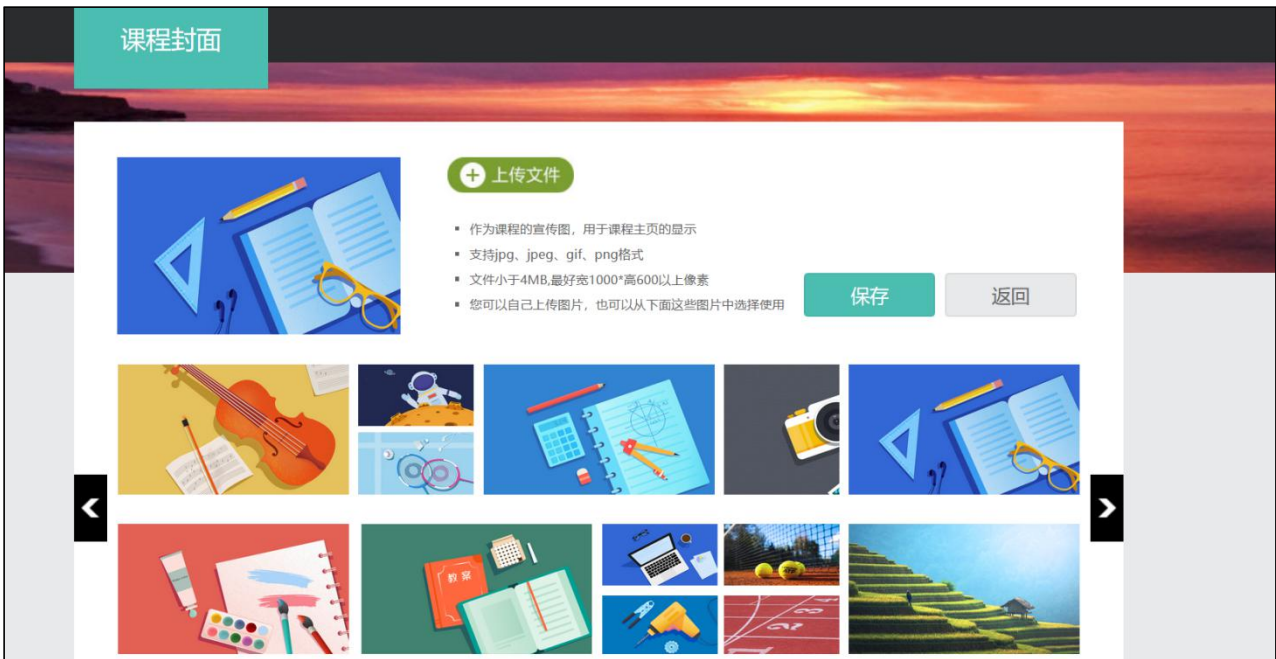 课程封面
上传文件
作为课程的宣传图，用于课程主页的显示
支持jpg、jpeg、gif、png格式
文件小于4MB,最好宽1000*高600以上像素
您可以自己上传图片，也可以从下面这些图片中选择使用
保存
返回
教案